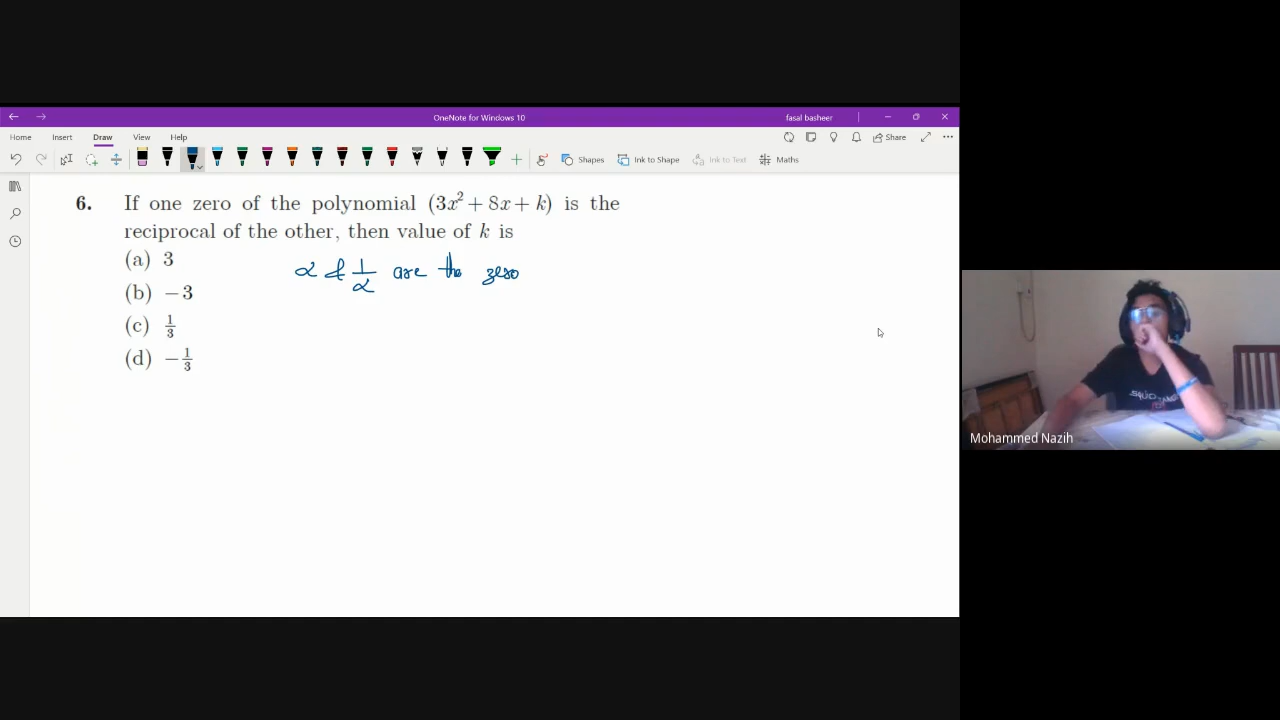 OneNote for Windows 10
fasal basheer
Home Insert Draw View Help
Share
Shapes Ink to Shape Ink to Text Maths
6. If one zero of the polynomial (3x² + 8x + k) is the
reciprocal of the other, then value of k is
(a) 3
α & 1/α are the zero
(b) −3
(c) 1/3
(d) −1/3
Mohammed Nazih